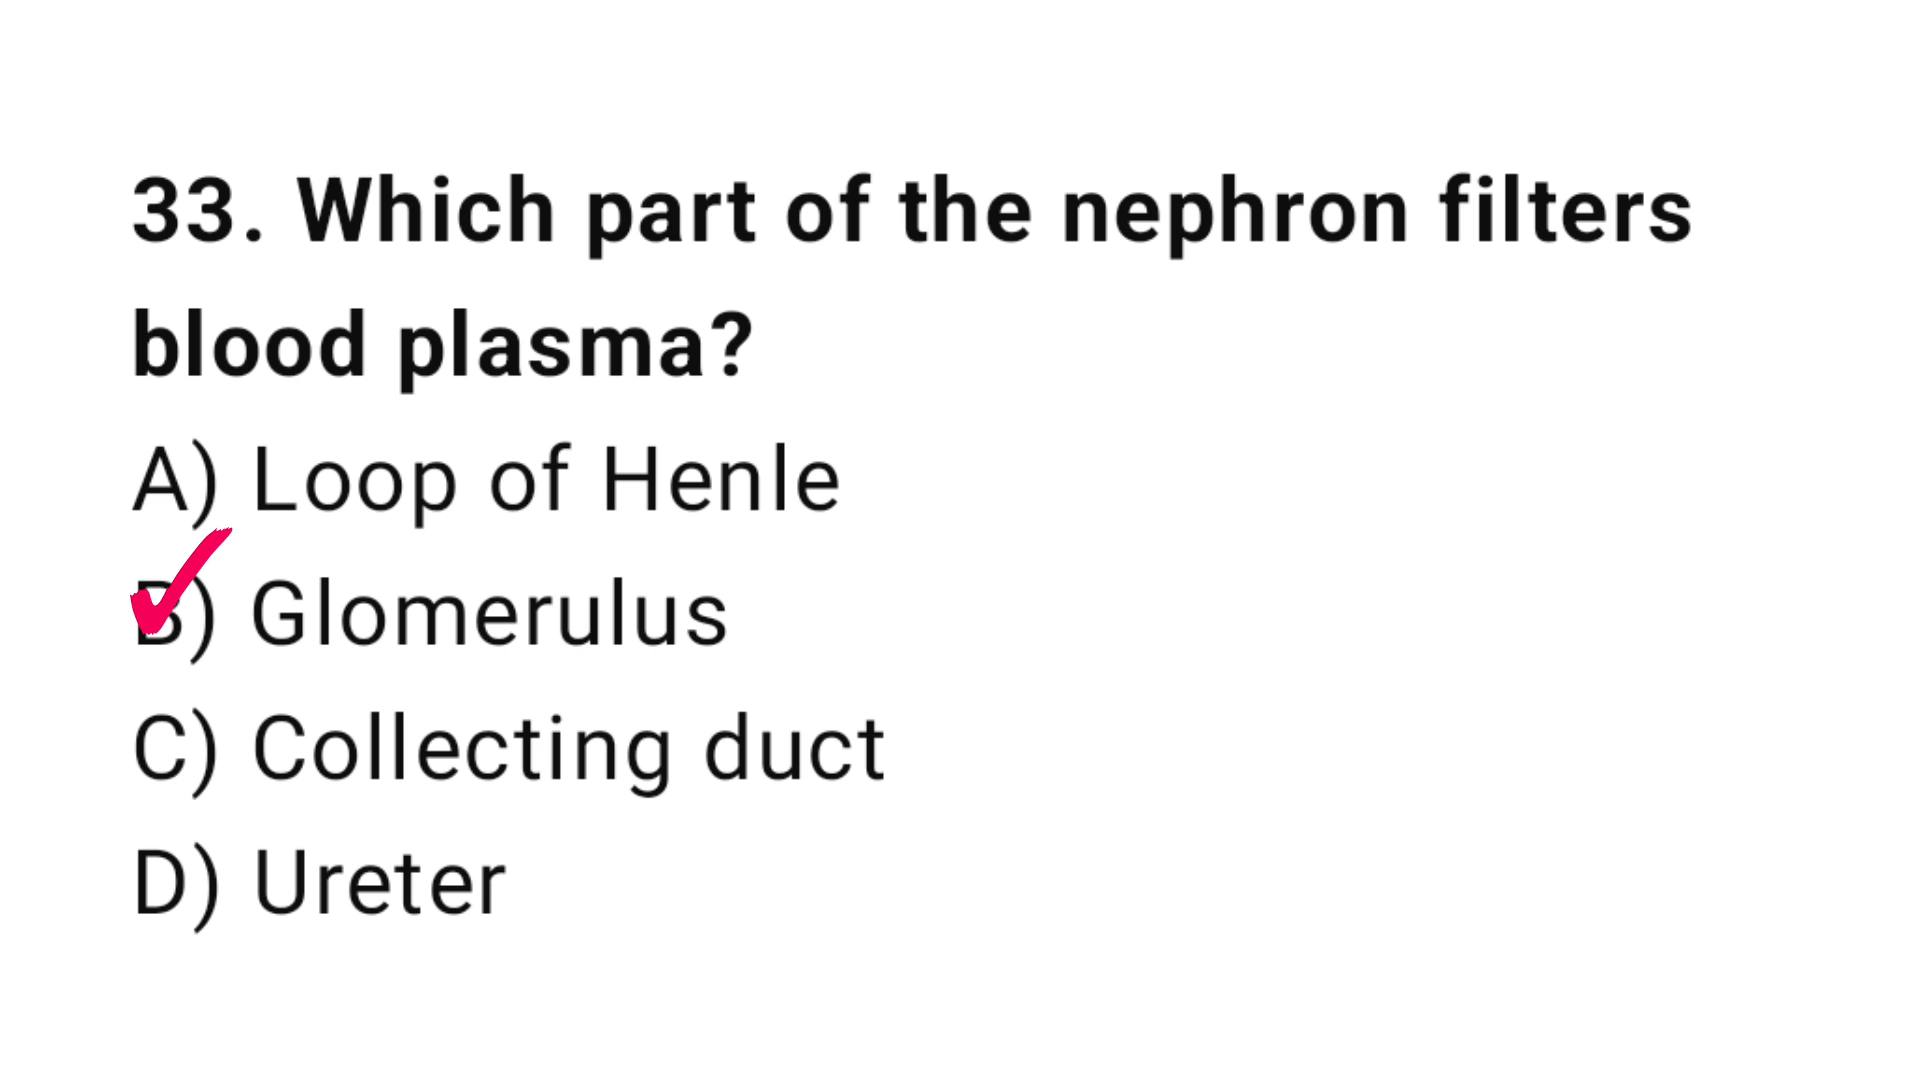 33. Which part of the nephron filters
blood plasma?
A) Loop of Henle
B) Glomerulus
C) Collecting duct
D) Ureter